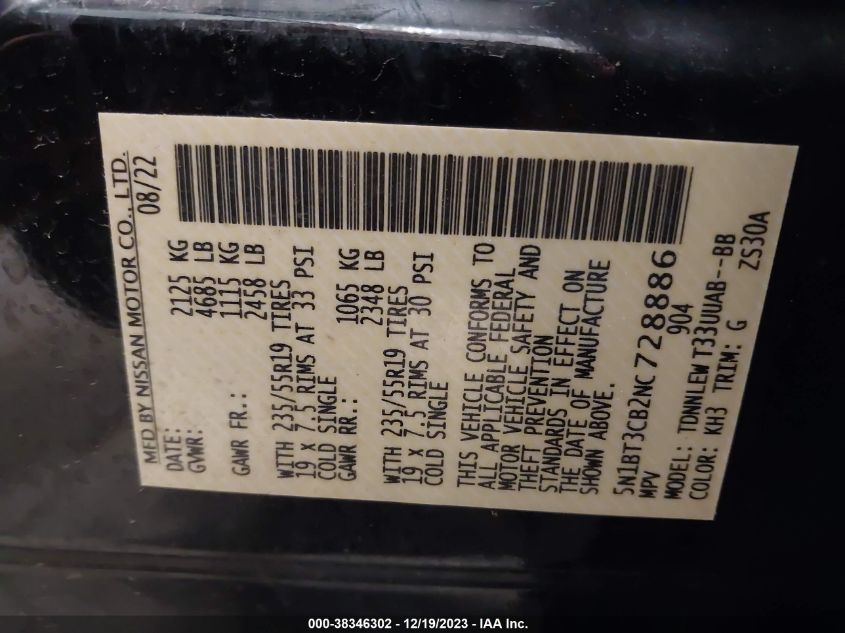 MFD BY NISSAN MOTOR CO., LTD.
DATE: 08/22
GVWR: 2125 KG
4685 LB
GAWR FR.: 1115 KG
2458 LB
WITH 235/55R19 TIRES
19 X 7.5 RIMS AT 33 PSI
COLD SINGLE
GAWR RR.: 1065 KG
2348 LB
WITH 235/55R19 TIRES
19 X 7.5 RIMS AT 30 PSI
COLD SINGLE
THIS VEHICLE CONFORMS TO
ALL APPLICABLE FEDERAL
MOTOR VEHICLE SAFETY AND
THEFT PREVENTION
STANDARDS IN EFFECT ON
THE DATE OF MANUFACTURE
SHOWN ABOVE.
5N1BT3CB2NC728886
MPV 904
MODEL: TDNNLEW T33UUAB--BB
COLOR: KH3 TRIM: G ZS30A
000-38346302 - 12/19/2023 - IAA Inc.